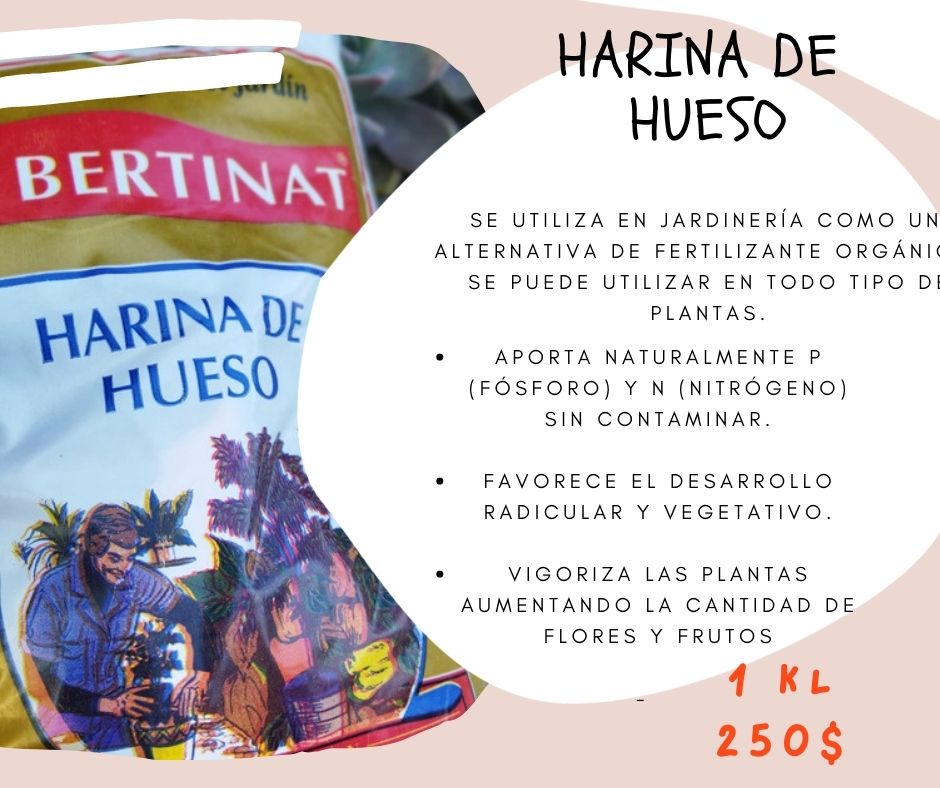 HARINA DE
HUESO
jardín
BERTINAT
HARINA DE
HUESO
SE UTILIZA EN JARDINERÍA COMO UN
ALTERNATIVA DE FERTILIZANTE
SE PUEDE UTILIZAR EN TODO TIPO DE
PLANTAS.
• APORTA NATURALMENTE P
(FÓSFORO) Y N (NITRÓGENO)
SIN CONTAMINAR.
• FAVORECE EL DESARROLLO
RADICULAR Y VEGETATIVO.
• VIGORIZA LAS PLANTAS
AUMENTANDO LA CANTIDAD DE
FLORES Y FRUTOS
1 KL
250$